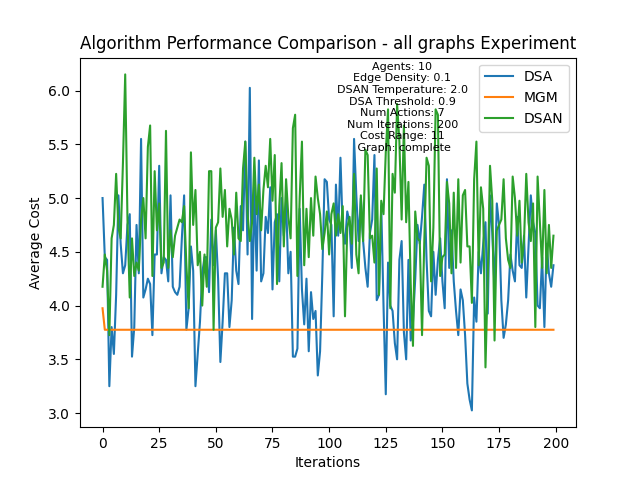 Algorithm Performance Comparison - all graphs Experiment
Agents: 10
Edge Density: 0.1
DSAN Temperature: 2.0
DSA Threshold: 0.9
Num Actions: 7
Num Iterations: 200
Cost Range: 11
Graph: complete
DSA
MGM
DSAN
Average Cost
6.0
5.5
5.0
4.5
4.0
3.5
3.0
0 25 50 75 100 125 150 175 200
Iterations